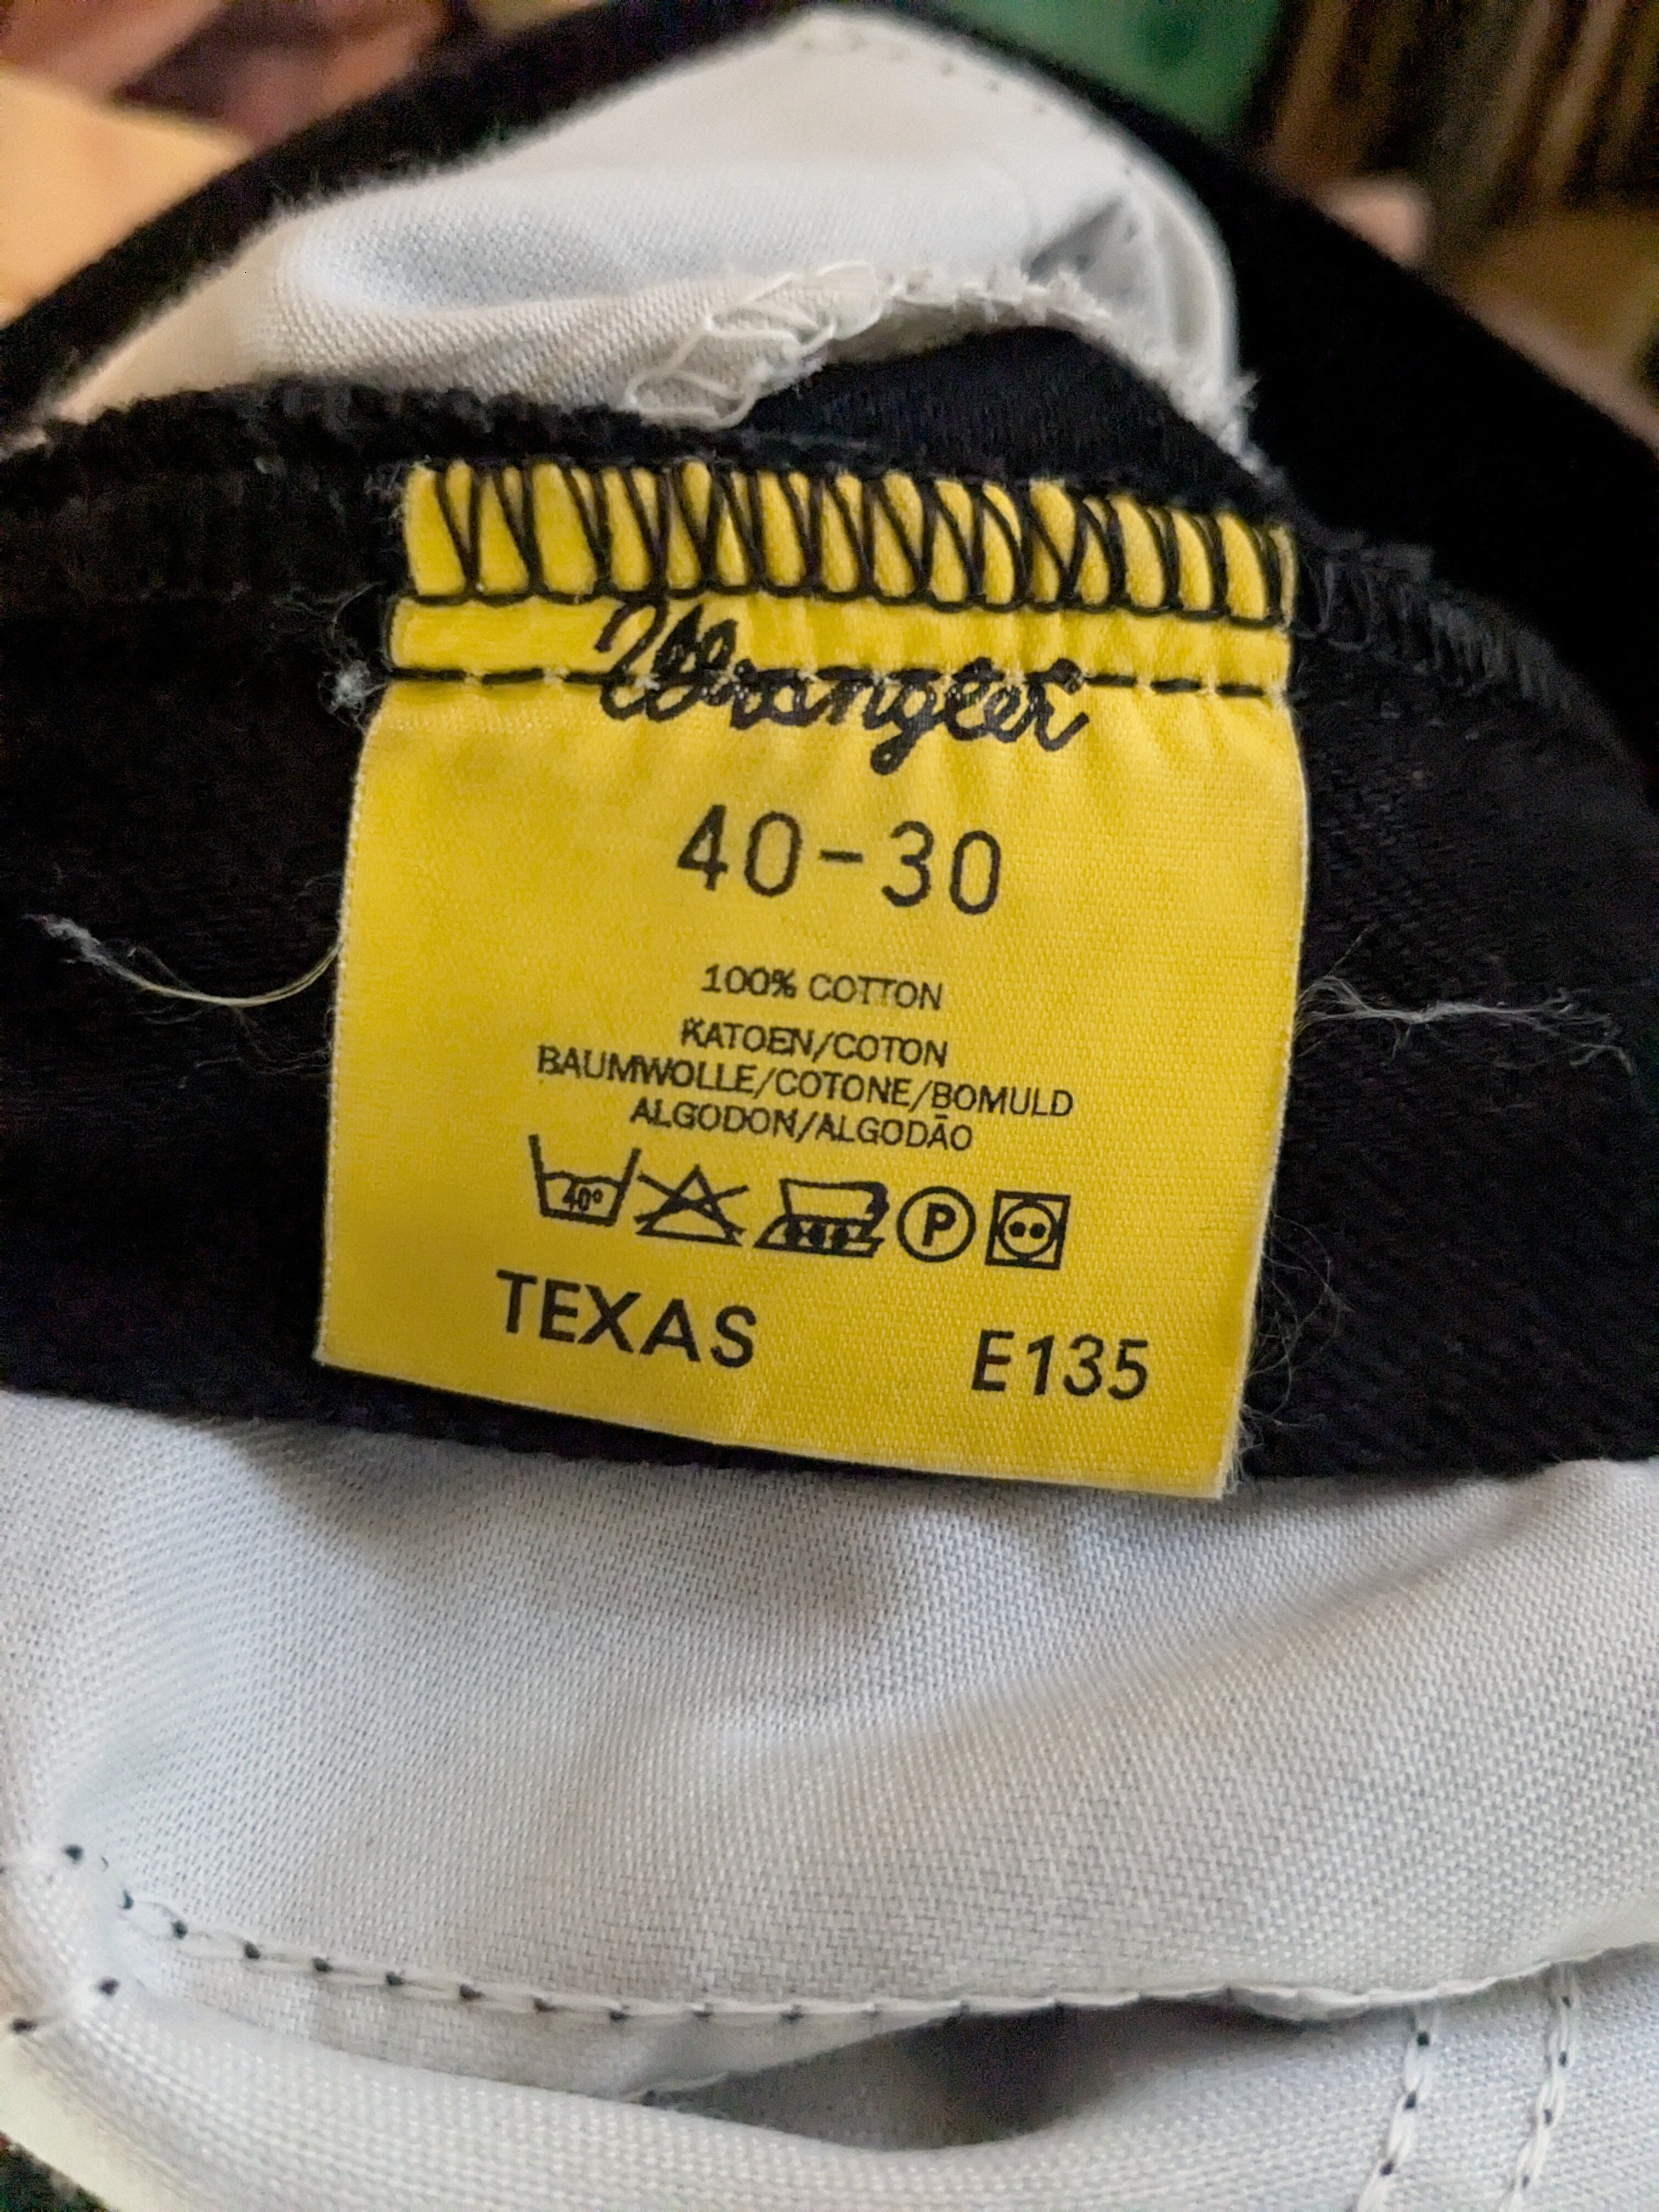 Wrangler
40-30
100% COTTON
KATOEN/COTON
BAUMWOLLE/COTONE/BOMULD
ALGODON/ALGODÃO
40° P
TEXAS E135